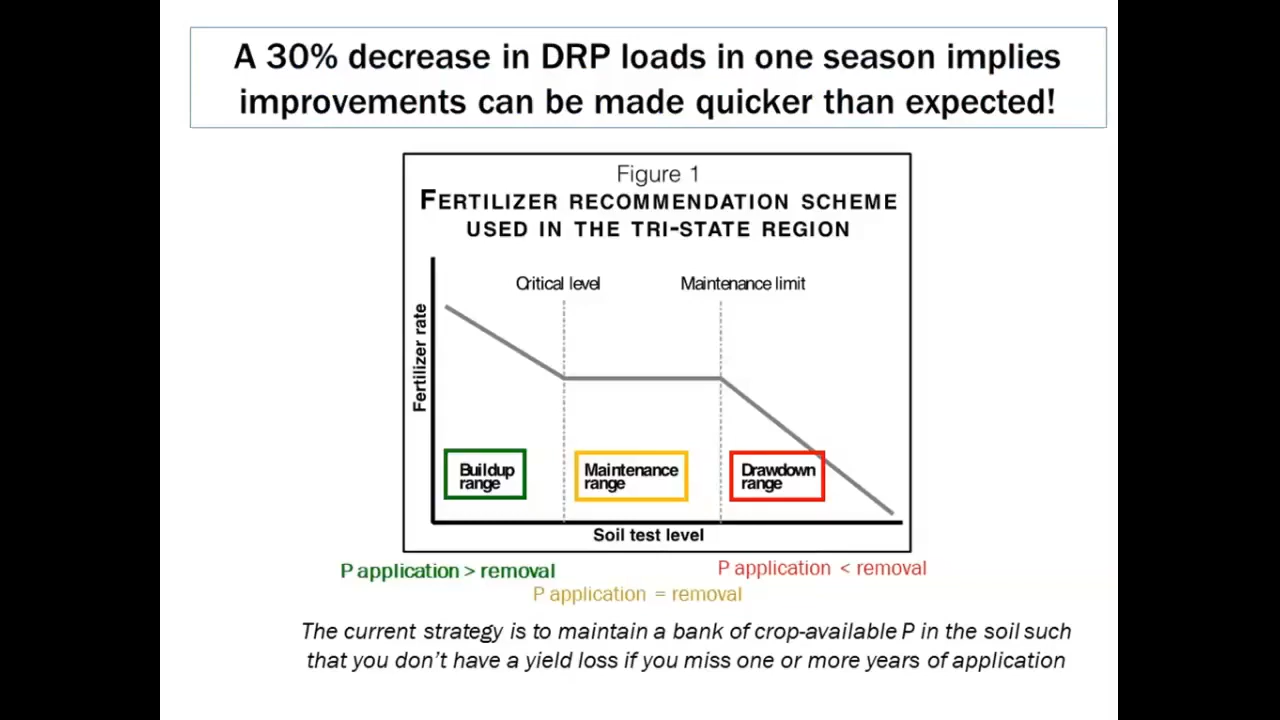 A 30% decrease in DRP loads in one season implies
improvements can be made quicker than expected!
Figure 1
FERTILIZER RECOMMENDATION SCHEME
USED IN THE TRI-STATE REGION
Critical level
Maintenance limit
Fertilizer rate
Buildup
range
Maintenance
range
Drawdown
range
Soil test level
P application > removal
P application = removal
P application < removal
The current strategy is to maintain a bank of crop-available P in the soil such
that you don't have a yield loss if you miss one or more years of application